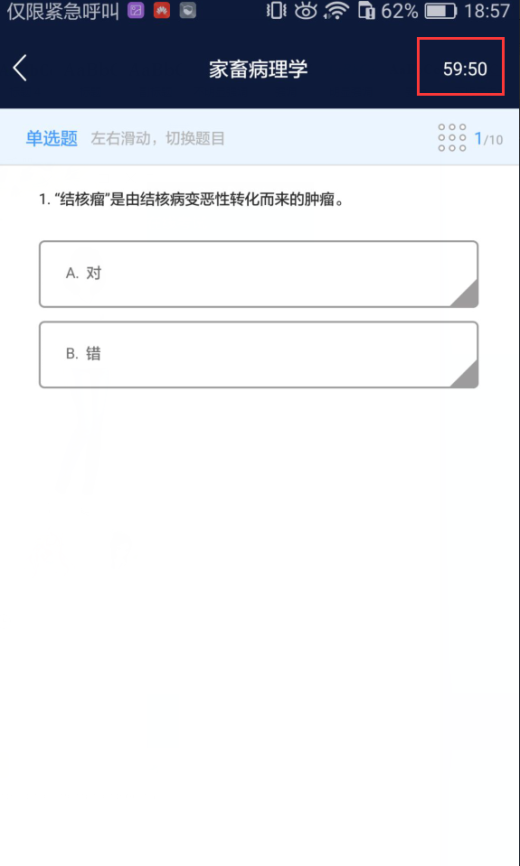 仅限紧急呼叫 62% 18:57
家畜病理学 59:50
单选题 左右滑动，切换题目 1/10
1. “结核瘤”是由结核病变恶性转化而来的肿瘤。
A. 对
B. 错